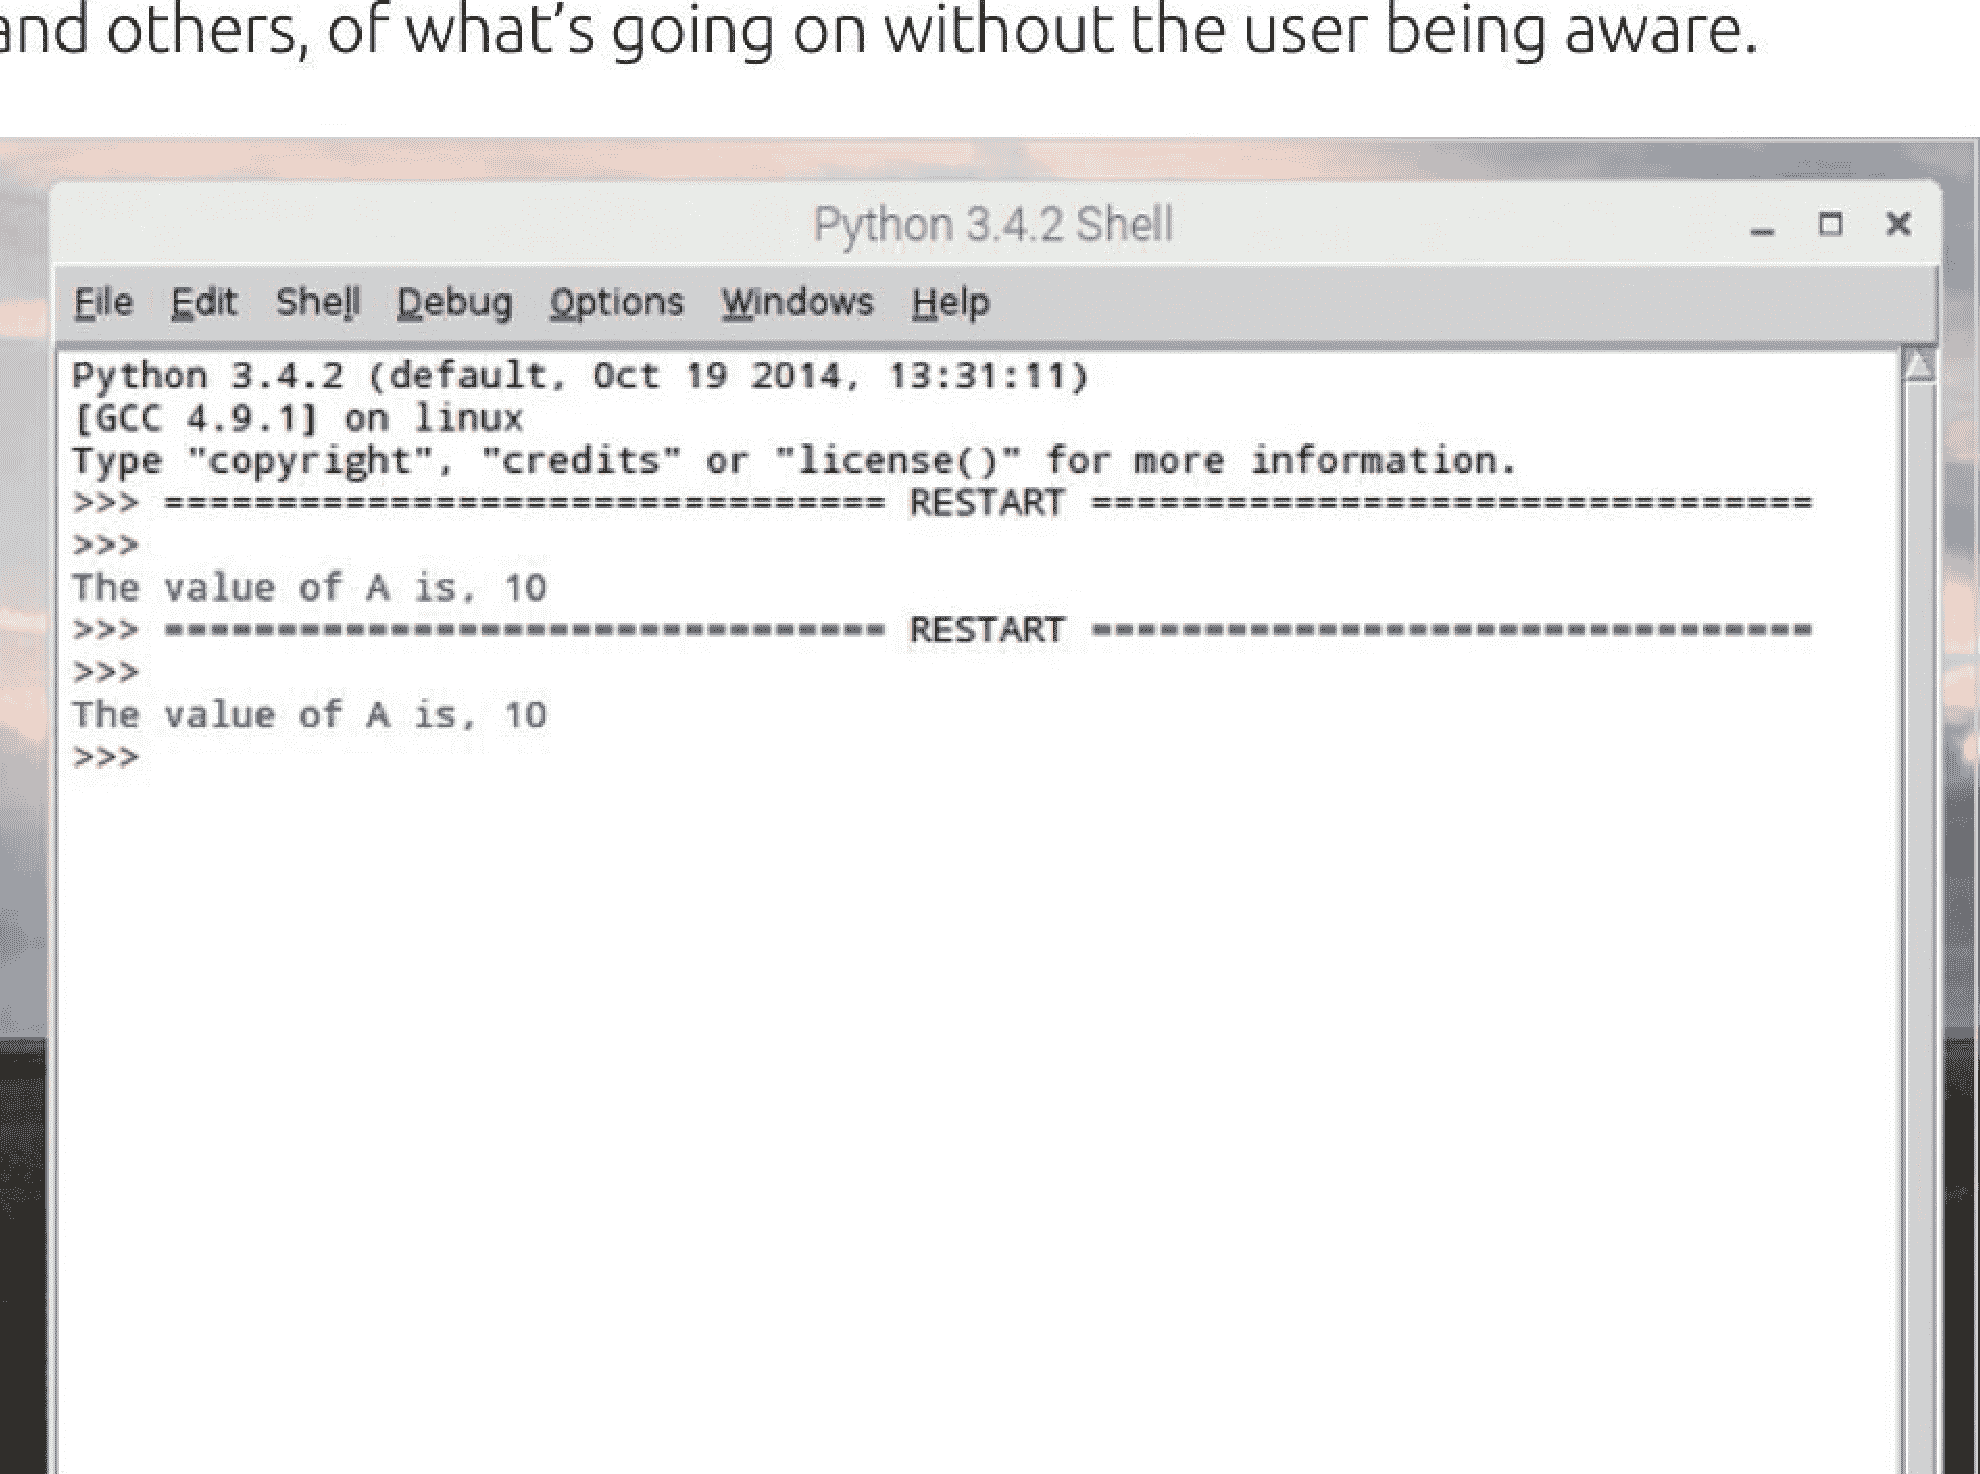 and others, of what's going on without the user being aware.
Python 3.4.2 Shell
File Edit Shell Debug Options Windows Help
Python 3.4.2 (default, Oct 19 2014, 13:31:11)
[GCC 4.9.1] on linux
Type "copyright", "credits" or "license()" for more information.
>>> ================================ RESTART ================================
>>>
The value of A is, 10
>>> ================================ RESTART ================================
>>>
The value of A is, 10
>>>